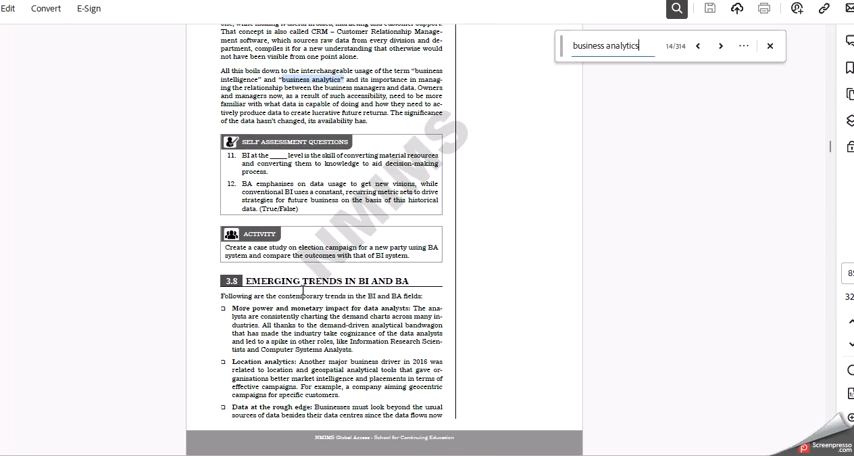 Edit Convert E-Sign
business analytics 14/314
one, while making it useful in sales, marketing and customer support.
That concept is also called CRM – Customer Relationship Manage-
ment software, which sources raw data from every division and de-
partment, compiles it for a new understanding that otherwise would
not have been visible from one point alone.
All this boils down to the interchangeable usage of the term “business
intelligence” and “business analytics” and its importance in manag-
ing the relationship between the business managers and data. Owners
and managers now, as a result of such accessibility, need to be more
familiar with what data is capable of doing and how they need to ac-
tively produce data to create lucrative future returns. The significance
of the data hasn't changed, its availability has.
SELF ASSESSMENT QUESTIONS
11. BI at the ____ level is the skill of converting material resources
and converting them to knowledge to aid decision-making
process.
12. BA emphasises on data usage to get new visions, while
conventional BI uses a constant, recurring metric sets to drive
strategies for future business on the basis of this historical
data. (True/False)
ACTIVITY
Create a case study on election campaign for a new party using BA
system and compare the outcomes with that of BI system.
3.8 EMERGING TRENDS IN BI AND BA
Following are the contemporary trends in the BI and BA fields:
❑ More power and monetary impact for data analysts: The ana-
lysts are consistently charting the demand charts across many in-
dustries. All thanks to the demand-driven analytical bandwagon
that has made the industry take cognizance of the data analysts
and led to a spike in other roles, like Information Research Scien-
tists and Computer Systems Analysts.
❑ Location analytics: Another major business driver in 2016 was
related to location and geospatial analytical tools that gave or-
ganisations better market intelligence and placements in terms of
effective campaigns. For example, a company aiming geocentric
campaigns for specific customers.
❑ Data at the rough edge: Businesses must look beyond the usual
sources of data besides their data centres since the data flows now
NMIMS Global Access - School for Continuing Education
NMIMS
Screenpresso
.com